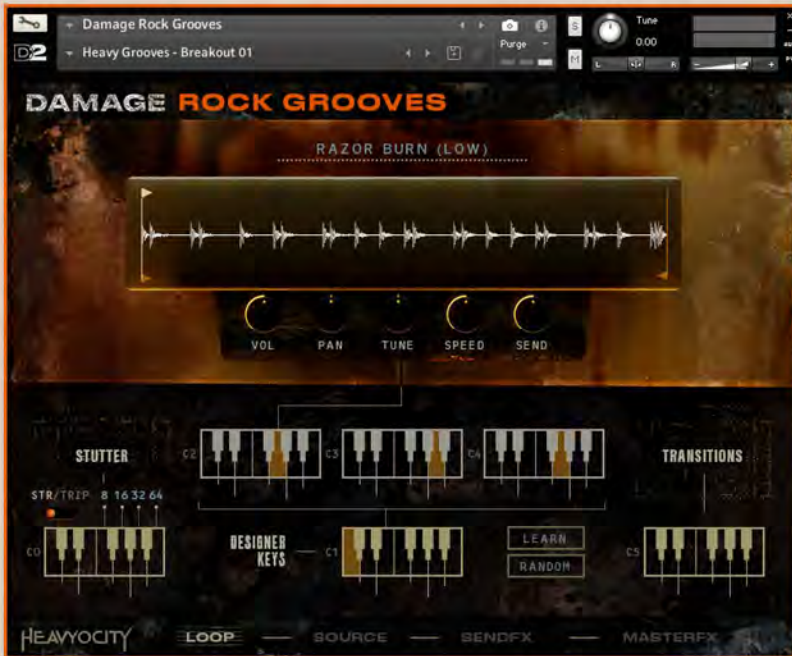 Damage Rock Grooves
S
Tune
0.00
Purge
D2
Heavy Grooves - Breakout 01
M
L
R
DAMAGE ROCK GROOVES
RAZOR BURN (LOW)
VOL PAN TUNE SPEED SEND
C2
C3
C4
STUTTER
TRANSITIONS
STR/TRIP 8 16 32 64
C0
DESIGNER
KEYS
C1
LEARN
RANDOM
C5
HEAVYOCITY
LOOP
SOURCE
SENDFX
MASTERFX